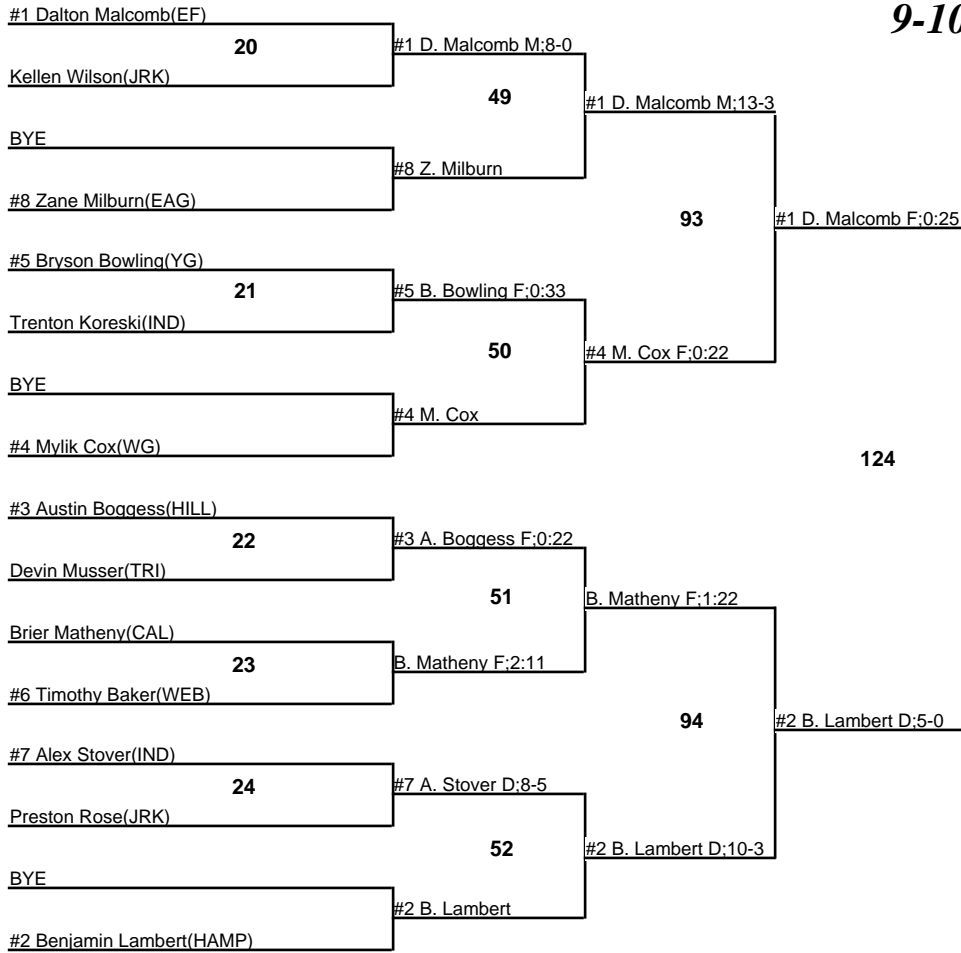 #1 Dalton Malcomb(EF)
9-10
20
#1 D. Malcomb M;8-0
Kellen Wilson(JRK)
49
#1 D. Malcomb M;13-3
BYE
#8 Z. Milburn
#8 Zane Milburn(EAG)
93
#1 D. Malcomb F;0:25
#5 Bryson Bowling(YG)
21
#5 B. Bowling F;0:33
Trenton Koreski(IND)
50
#4 M. Cox F;0:22
BYE
#4 M. Cox
#4 Mylik Cox(WG)
124
#3 Austin Boggess(HILL)
22
#3 A. Boggess F;0:22
Devin Musser(TRI)
51
B. Matheny F;1:22
Brier Matheny(CAL)
23
B. Matheny F;2:11
#6 Timothy Baker(WEB)
94
#2 B. Lambert D;5-0
#7 Alex Stover(IND)
24
#7 A. Stover D;8-5
Preston Rose(JRK)
52
#2 B. Lambert D;10-3
BYE
#2 B. Lambert
#2 Benjamin Lambert(HAMP)